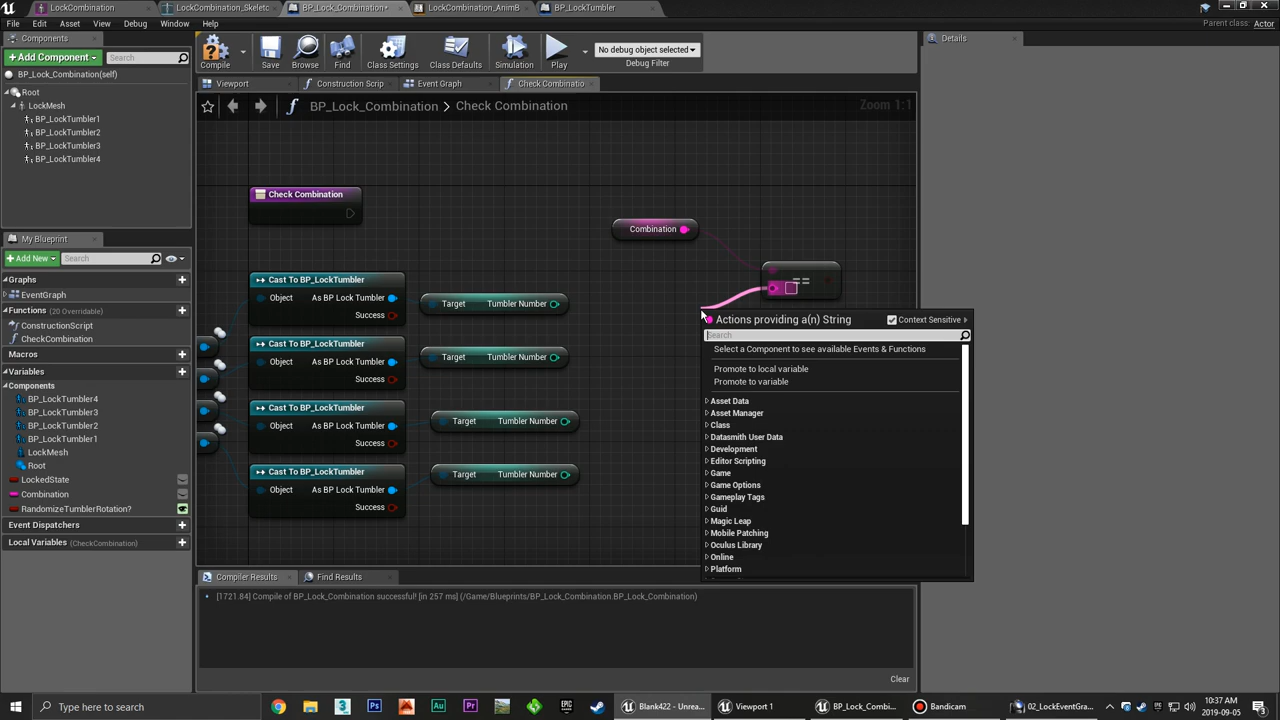 LockCombination
LockCombination_Skeletc
BP_Lock_Combination*
LockCombination_AnimB
BP_LockTumbler
File Edit Asset View Debug Window Help
Parent class: Actor
Components
Add Component
Search
BP_Lock_Combination(self)
Root
LockMesh
BP_LockTumbler1
BP_LockTumbler2
BP_LockTumbler3
BP_LockTumbler4
Compile
Save
Browse
Find
Class Settings
Class Defaults
Simulation
Play
No debug object selected
Debug Filter
Details
Viewport
Construction Scrip
Event Graph
Check Combinatio
BP_Lock_Combination > Check Combination
Zoom 1:1
My Blueprint
Add New
Search
Graphs
EventGraph
Functions (20 Overridable)
ConstructionScript
CheckCombination
Macros
Variables
Components
BP_LockTumbler4
BP_LockTumbler3
BP_LockTumbler2
BP_LockTumbler1
LockMesh
Root
LockedState
Combination
RandomizeTumblerRotation?
Event Dispatchers
Local Variables (CheckCombination)
Check Combination
Combination
==
Cast To BP_LockTumbler
Object As BP Lock Tumbler
Success
Target Tumbler Number
Cast To BP_LockTumbler
Object As BP Lock Tumbler
Success
Target Tumbler Number
Cast To BP_LockTumbler
Object As BP Lock Tumbler
Success
Target Tumbler Number
Cast To BP_LockTumbler
Object As BP Lock Tumbler
Success
Target Tumbler Number
Actions providing a(n) String
Context Sensitive
Search
Select a Component to see available Events & Functions
Promote to local variable
Promote to variable
Asset Data
Asset Manager
Class
Datasmith User Data
Development
Editor Scripting
Game
Game Options
Gameplay Tags
Guid
Magic Leap
Mobile Patching
Oculus Library
Online
Platform
Compiler Results
Find Results
[1721.84] Compile of BP_Lock_Combination successful! [in 257 ms] (/Game/Blueprints/BP_Lock_Combination.BP_Lock_Combination)
Clear
Type here to search
Blank422 - Unrea...
Viewport 1
BP_Lock_Combi...
Bandicam
02_LockEventGra...
10:37 AM
2019-09-05